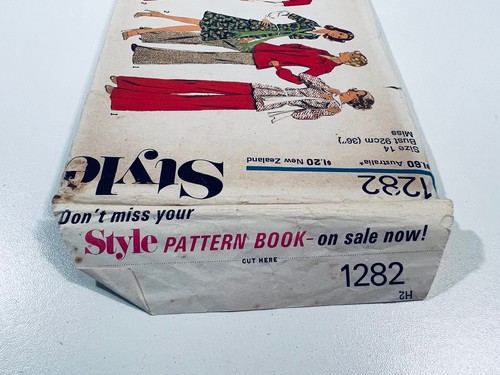 Style
1282
$1.80 Australia* $1.20 New Zealand
Size 14
Bust 92cm (36")
Miss
Don't miss your
Style PATTERN BOOK - on sale now!
CUT HERE
1282
H2